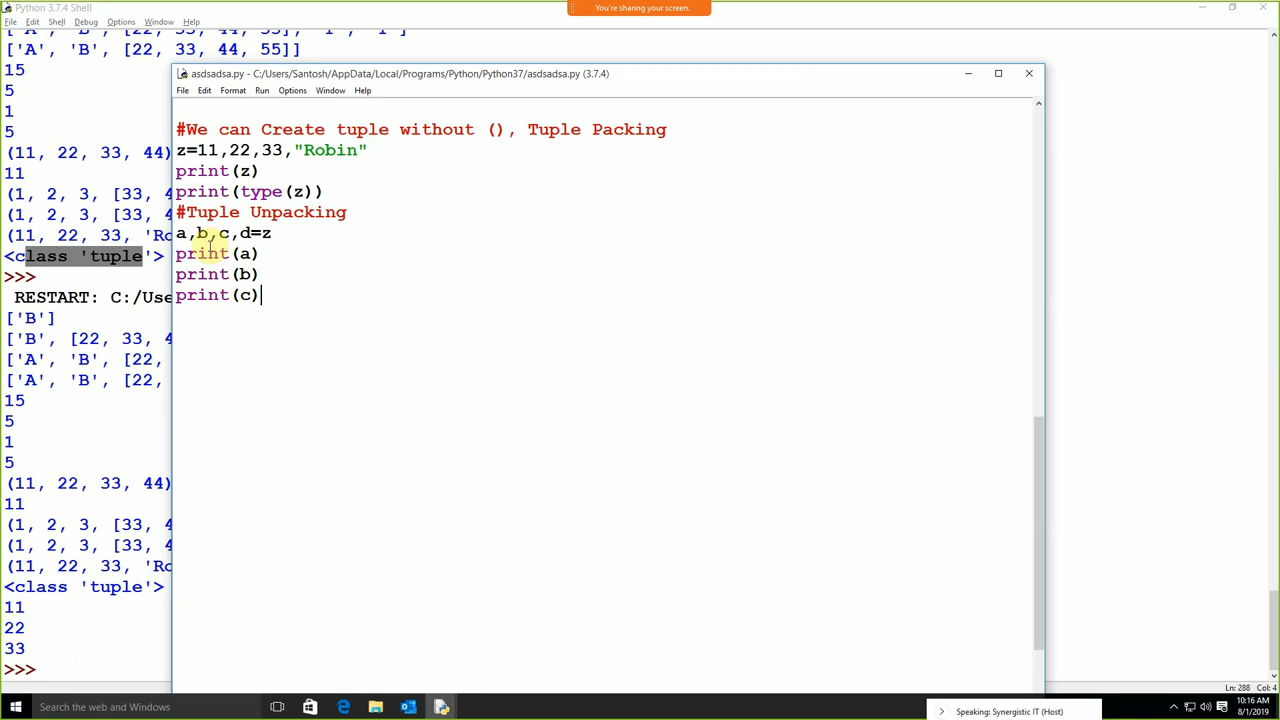 Python 3.7.4 Shell
You're sharing your screen.
File Edit Shell Debug Options Window Help
['A', 'B', [22, 33, 44, 55]]
15
5
1
5
(11, 22, 33, 44)
11
(1, 2, 3, [33, 4
(1, 2, 3, [33, 4
(11, 22, 33, 'Ro
<class 'tuple'>
>>>
RESTART: C:/Use
['B']
['B', [22, 33, 4
['A', 'B', [22,
['A', 'B', [22,
15
5
1
5
(11, 22, 33, 44)
11
(1, 2, 3, [33, 4
(1, 2, 3, [33, 4
(11, 22, 33, 'Ro
<class 'tuple'>
11
22
33
>>>
asdsadsa.py - C:/Users/Santosh/AppData/Local/Programs/Python/Python37/asdsadsa.py (3.7.4)
File Edit Format Run Options Window Help
#We can Create tuple without (), Tuple Packing
z=11,22,33,"Robin"
print(z)
print(type(z))
#Tuple Unpacking
a,b,c,d=z
print(a)
print(b)
print(c)
Ln: 288 Col: 4
Search the web and Windows
Speaking: Synergistic IT (Host)
10:16 AM
8/1/2019